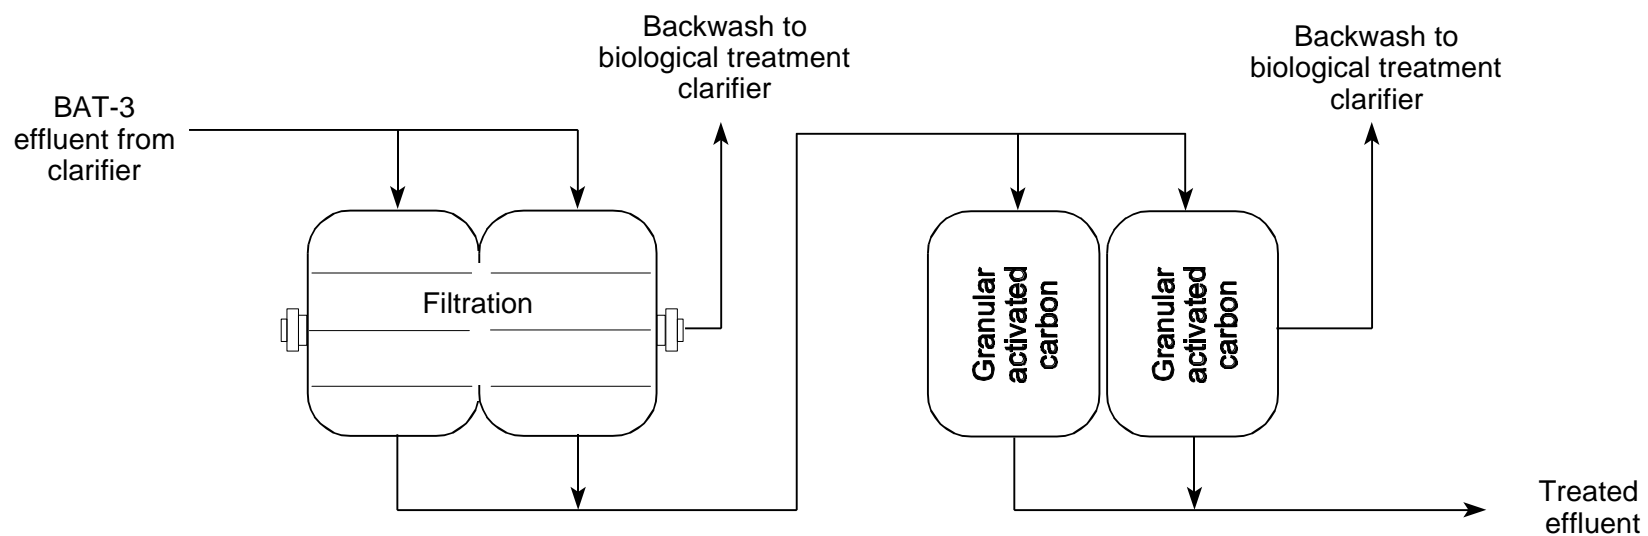 Backwash to
biological treatment
clarifier
Backwash to
biological treatment
clarifier
BAT-3
effluent from
clarifier
Filtration
Granular
activated
carbon
Granular
activated
carbon
Treated
effluent